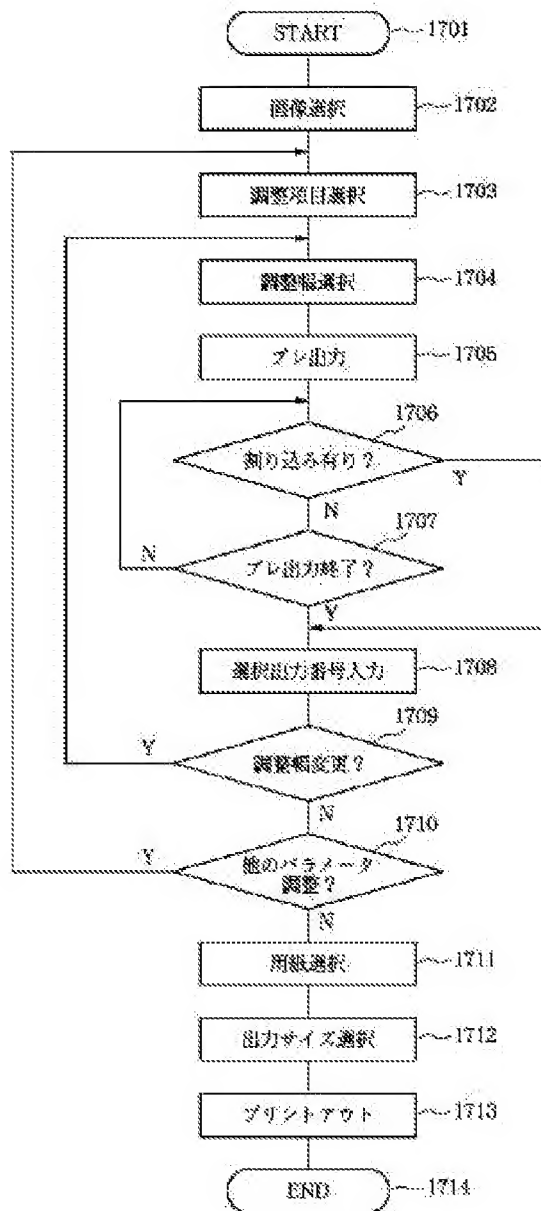 START
1701
画像選択
1702
調整項目選択
1703
調整幅選択
1704
プレ出力
1705
1706
割り込み有り?
Y
N
1707
プレ出力終了?
N
Y
選択出力番号入力
1708
1709
調整幅変更?
Y
N
1710
他のパラメータ
調整?
Y
N
用紙選択
1711
出力サイズ選択
1712
プリントアウト
1713
END
1714